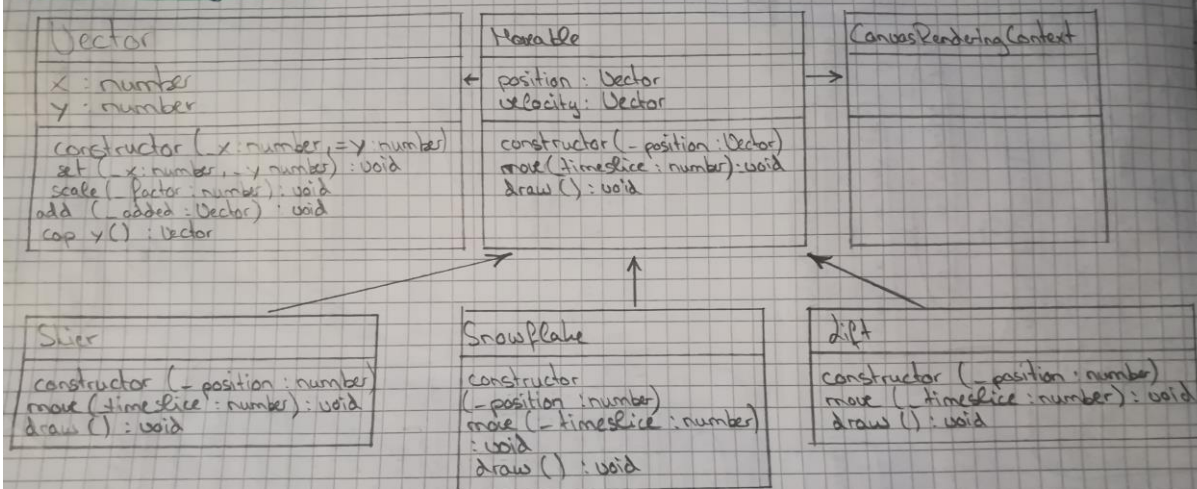 Vector
x : number
y : number
constructor (_x: number, =y: number)
set (_x: number, _y number) : void
scale (_factor : number) : void
add (_added : Vector) : void
cop y() : Vector
Moveable
position : Vector
velocity : Vector
constructor (_position : Vector)
move (timeslice : number) : void
draw () : void
CanvasRenderingContext
Skier
constructor (_position : number)
move (timeslice : number) : void
draw () : void
Snowflake
constructor
(_position : number)
move (_timeslice : number)
: void
draw () : void
Lift
constructor (_position : number)
move (_timeslice : number) : void
draw () : void